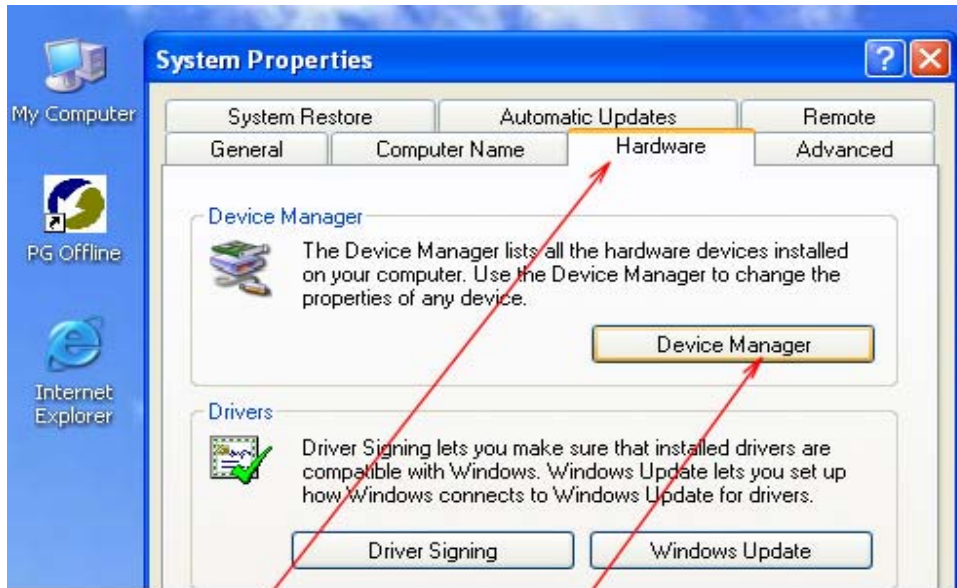 My Computer
PG Offline
Internet
Explorer
System Properties
System Restore
Automatic Updates
Remote
General
Computer Name
Hardware
Advanced
Device Manager
The Device Manager lists all the hardware devices installed
on your computer. Use the Device Manager to change the
properties of any device.
Device Manager
Drivers
Driver Signing lets you make sure that installed drivers are
compatible with Windows. Windows Update lets you set up
how Windows connects to Windows Update for drivers.
Driver Signing
Windows Update